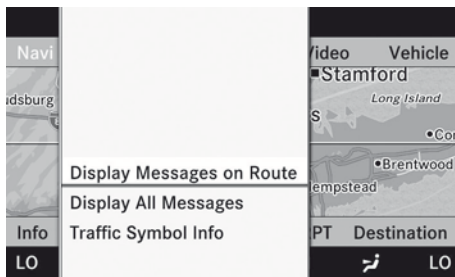 Navi Video Vehicle
Stamford
Long Island
Brentwood
Display Messages on Route
Display All Messages
Info Traffic Symbol Info Destination
LO LO